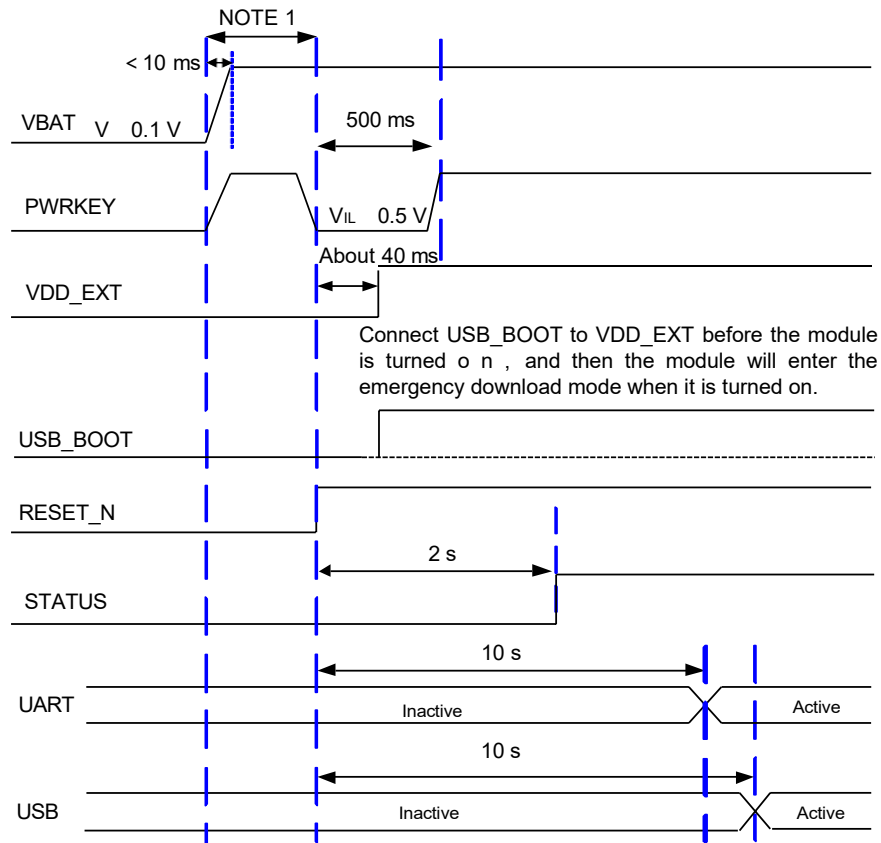 NOTE 1
< 10 ms
VBAT V 0.1 V
500 ms
PWRKEY
VIL 0.5 V
About 40 ms
VDD_EXT
Connect USB_BOOT to VDD_EXT before the module
is turned o n , and then the module will enter the
emergency download mode when it is turned on.
USB_BOOT
RESET_N
2 s
STATUS
10 s
UART
Inactive
Active
10 s
USB
Inactive
Active